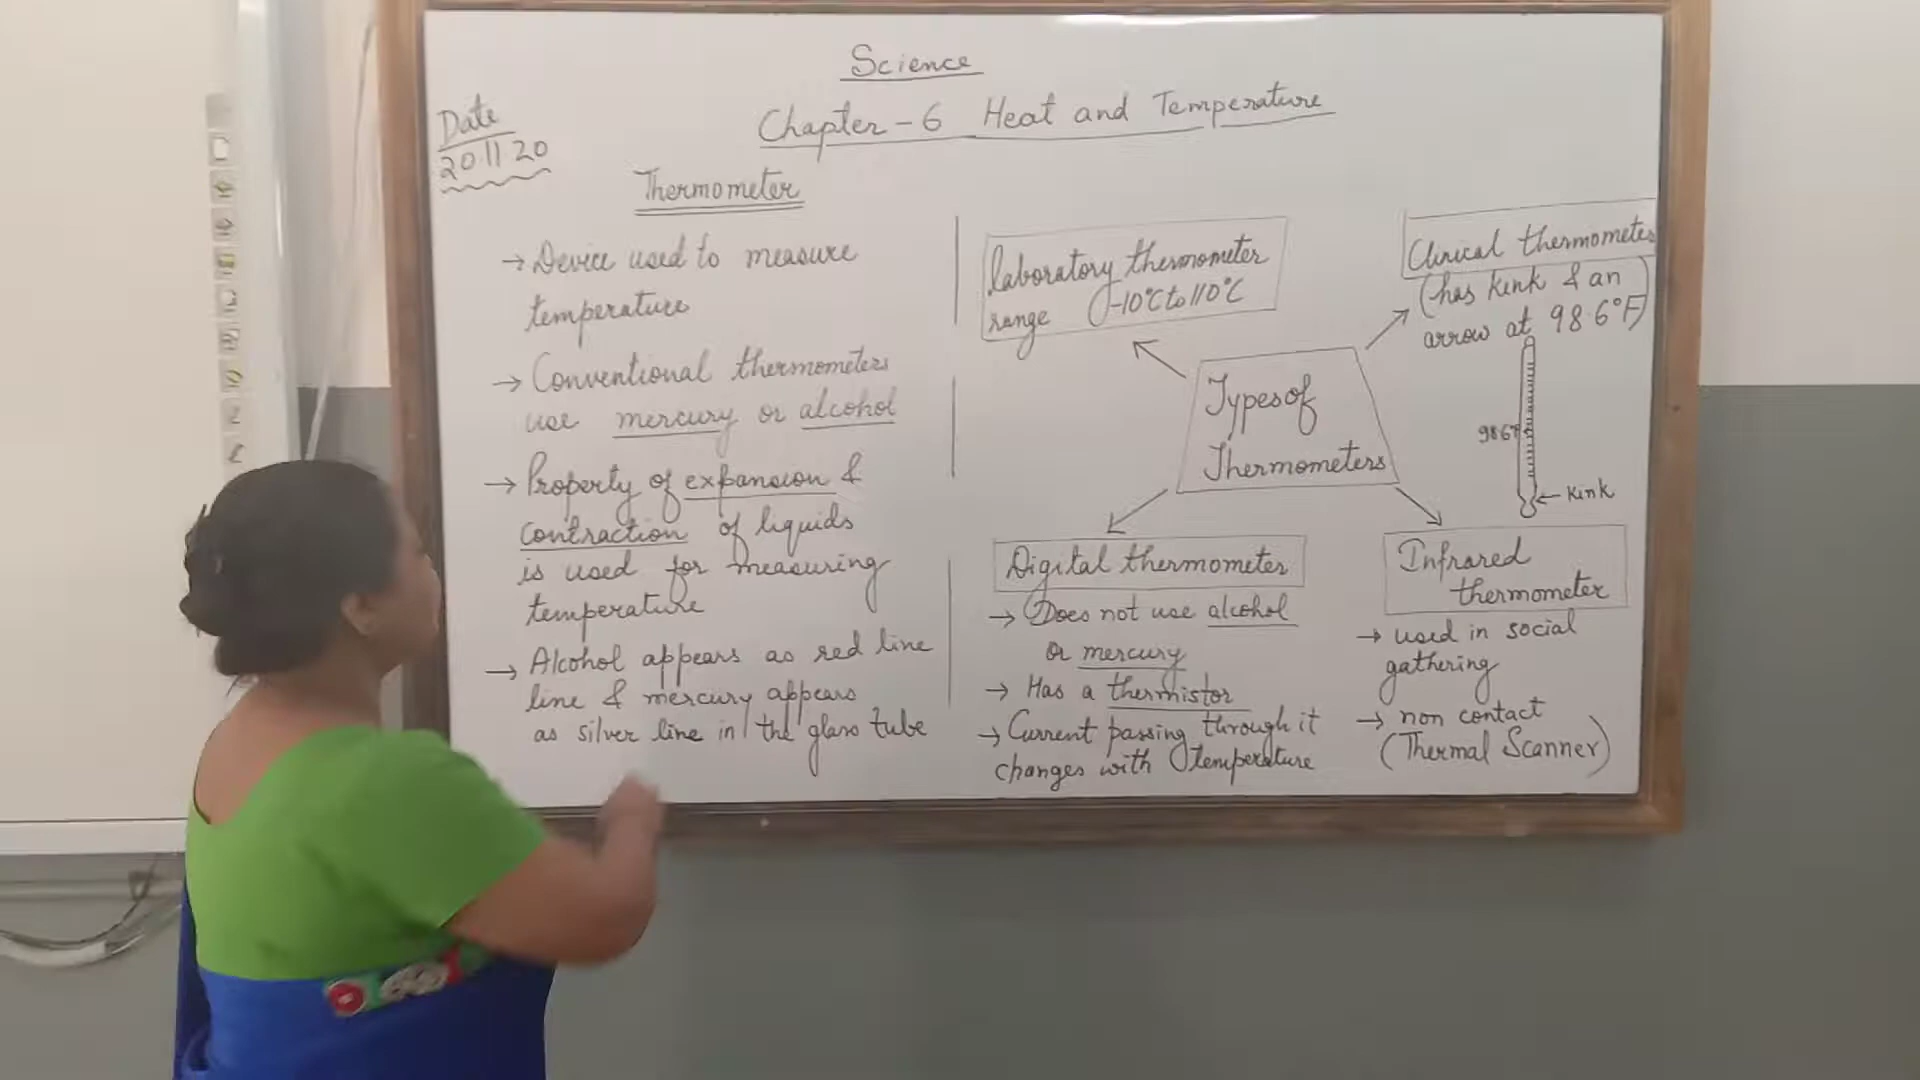 Science
Chapter - 6 Heat and Temperature
Date
20.11.20
Thermometer
→ Device used to measure
temperature
→ Conventional thermometers
use mercury or alcohol
→ Property of expansion &
contraction of liquids
is used for measuring
temperature
→ Alcohol appears as red line
line & mercury appears
as silver line in the glass tube
laboratory thermometer
range (-10°C to 110°C
Clinical thermometer
(has kink & an
arrow at 98.6°F)
98.6°F
← Kink
Types of
Thermometers
Digital thermometer
→ Does not use alcohol
or mercury
→ Has a thermistor
→ Current passing through it
changes with temperature
Infrared
thermometer
→ used in social
gathering
→ non contact
(Thermal Scanner)